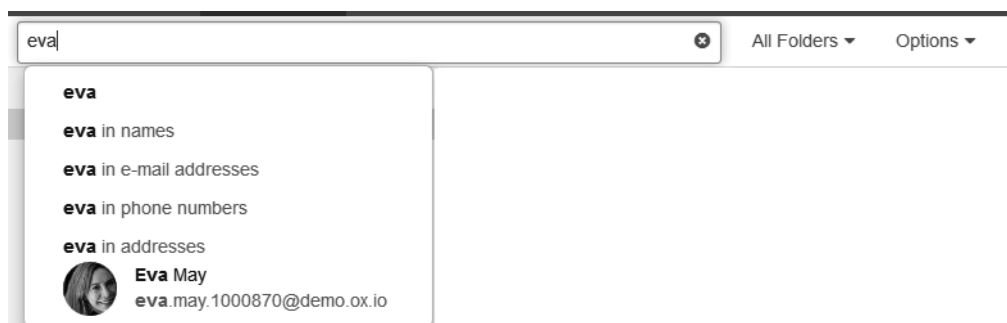 eva
All Folders
Options
eva
eva in names
eva in e-mail addresses
eva in phone numbers
eva in addresses
Eva May
eva.may.1000870@demo.ox.io